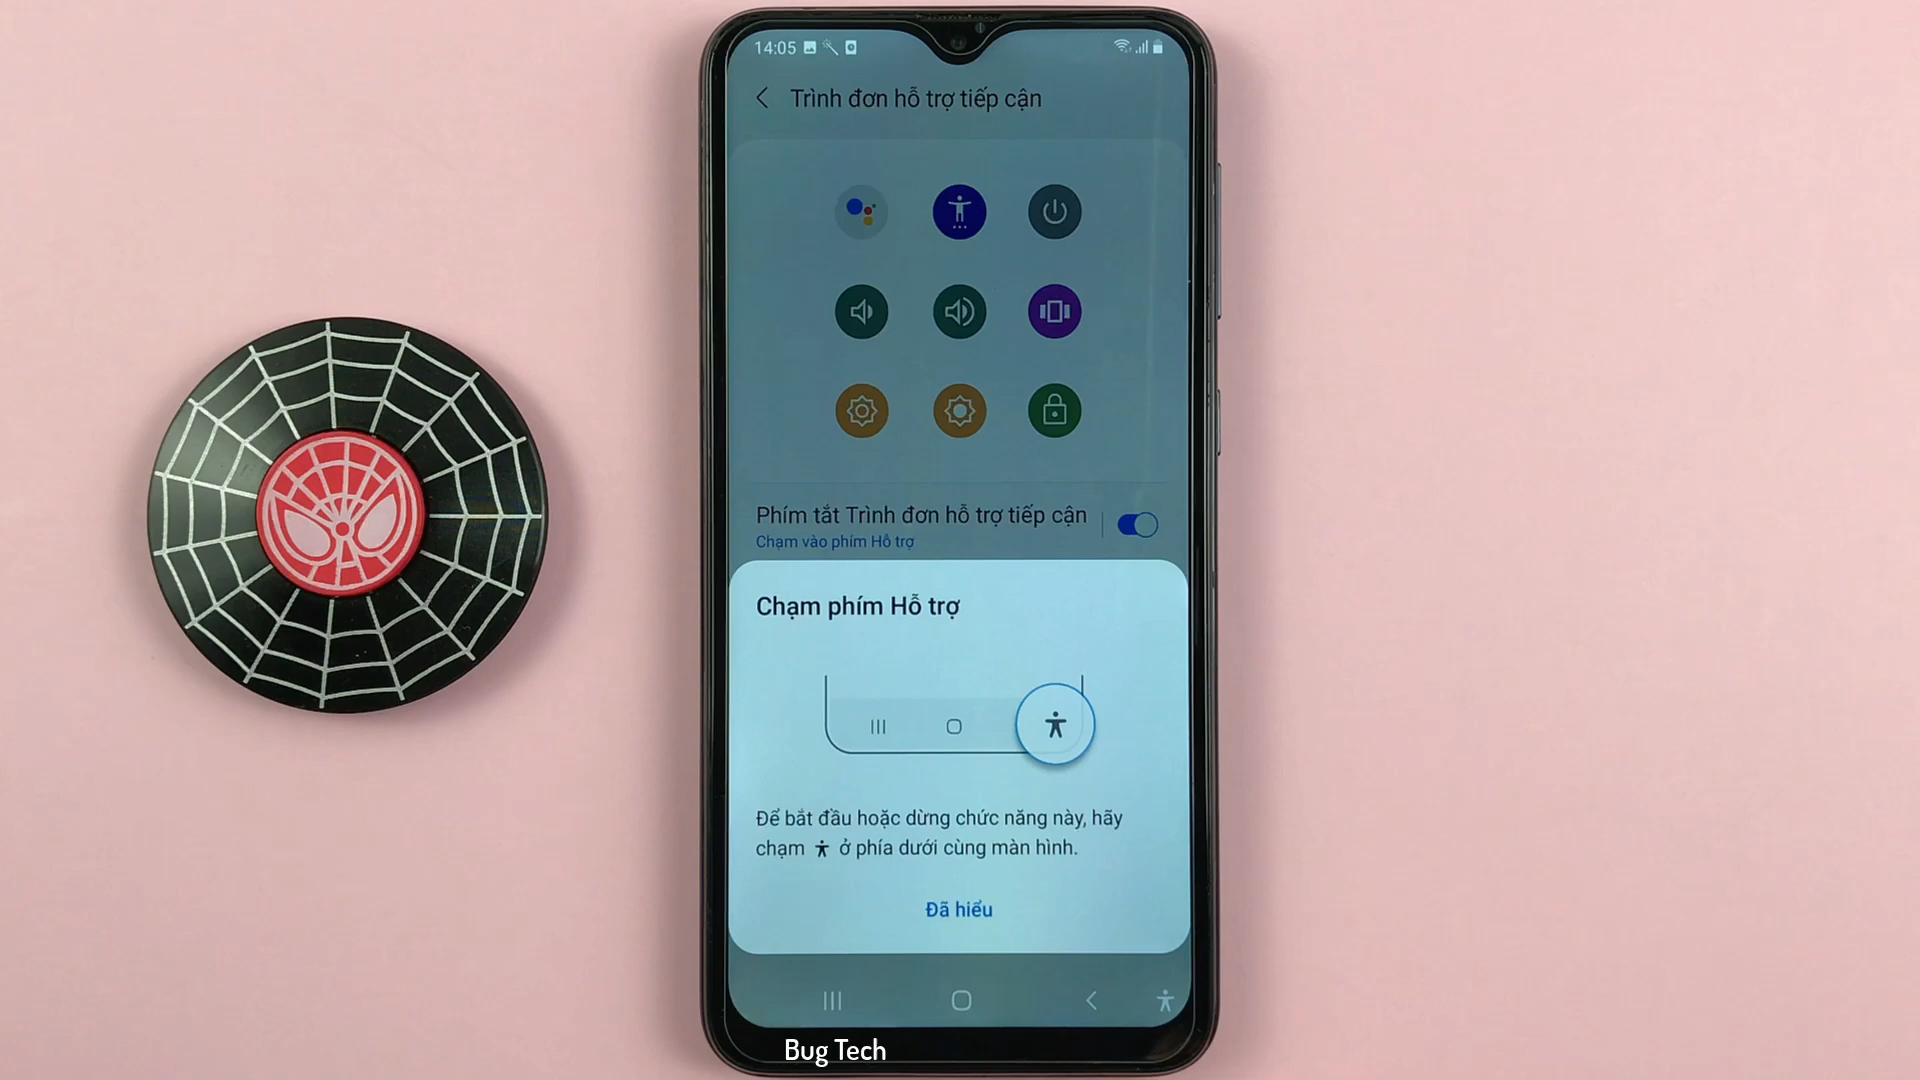 14:05
Trình đơn hỗ trợ tiếp cận
Phím tắt Trình đơn hỗ trợ tiếp cận
Chạm vào phím Hỗ trợ
Chạm phím Hỗ trợ
Để bắt đầu hoặc dừng chức năng này, hãy
chạm ở phía dưới cùng màn hình.
Đã hiểu
Bug Tech